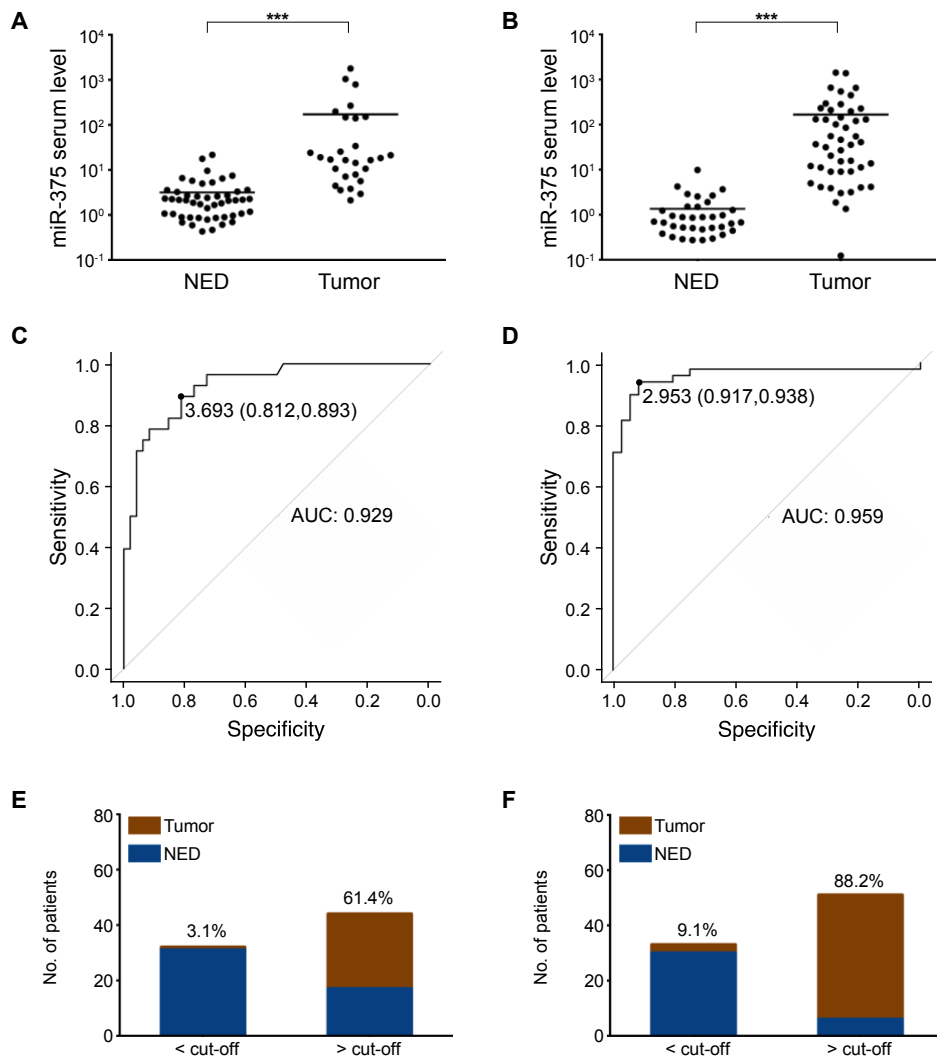 A
***
miR-375 serum level
10⁴
10³
10²
10¹
10⁰
10⁻¹
NED Tumor
B
***
miR-375 serum level
10⁴
10³
10²
10¹
10⁰
10⁻¹
NED Tumor
C
Sensitivity
1.0
0.8
0.6
0.4
0.2
0.0
3.693 (0.812,0.893)
AUC: 0.929
1.0 0.8 0.6 0.4 0.2 0.0
Specificity
D
Sensitivity
1.0
0.8
0.6
0.4
0.2
0.0
2.953 (0.917,0.938)
AUC: 0.959
1.0 0.8 0.6 0.4 0.2 0.0
Specificity
E
No. of patients
80
60
40
20
0
Tumor
NED
3.1%
61.4%
< cut-off > cut-off
F
No. of patients
80
60
40
20
0
Tumor
NED
9.1%
88.2%
< cut-off > cut-off